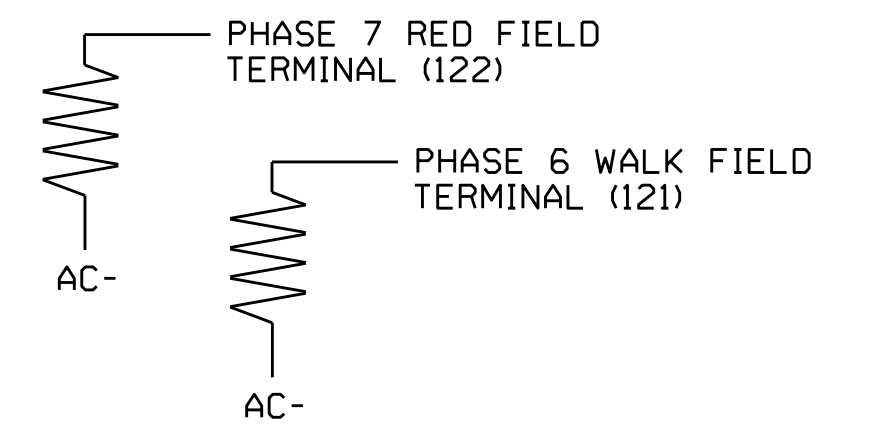 PHASE 7 RED FIELD
TERMINAL (122)
PHASE 6 WALK FIELD
TERMINAL (121)
AC-
AC-